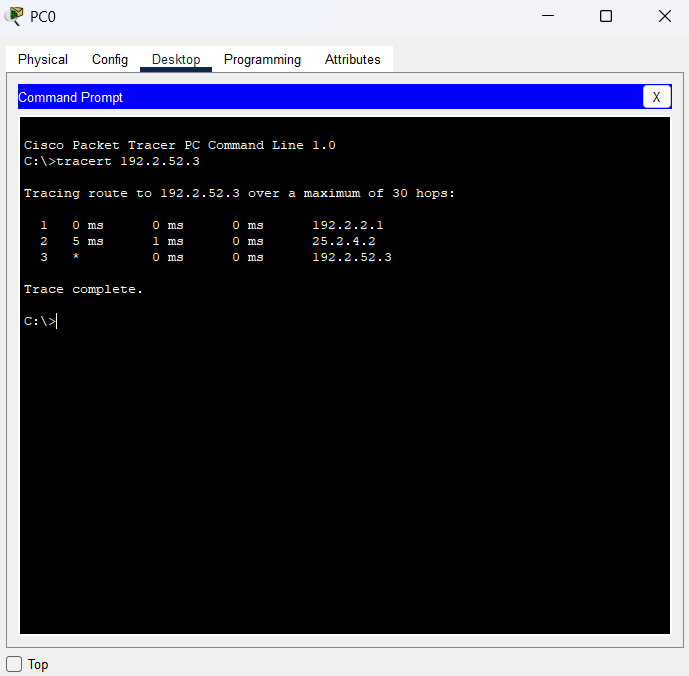 PC0
Physical Config Desktop Programming Attributes
Command Prompt X
Cisco Packet Tracer PC Command Line 1.0
C:\>tracert 192.2.52.3
Tracing route to 192.2.52.3 over a maximum of 30 hops:
1 0 ms 0 ms 0 ms 192.2.2.1
2 5 ms 1 ms 0 ms 25.2.4.2
3 * 0 ms 0 ms 192.2.52.3
Trace complete.
C:\>
Top